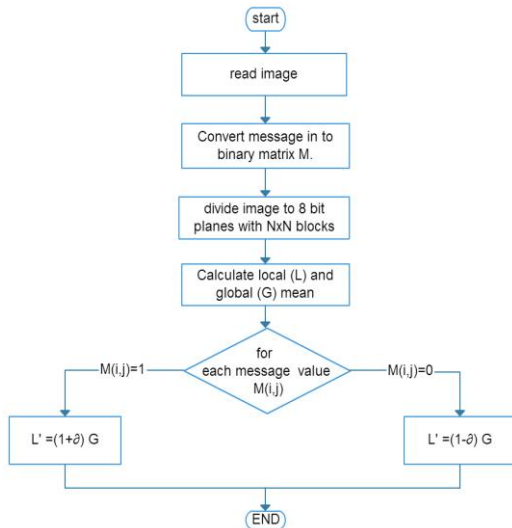 start
read image
Convert message in to
binary matrix M.
divide image to 8 bit
planes with NxN blocks
Calculate local (L) and
global (G) mean
for
each message value
M(i,j)
M(i,j)=1
M(i,j)=0
L' =(1+∂) G
L' =(1-∂) G
END